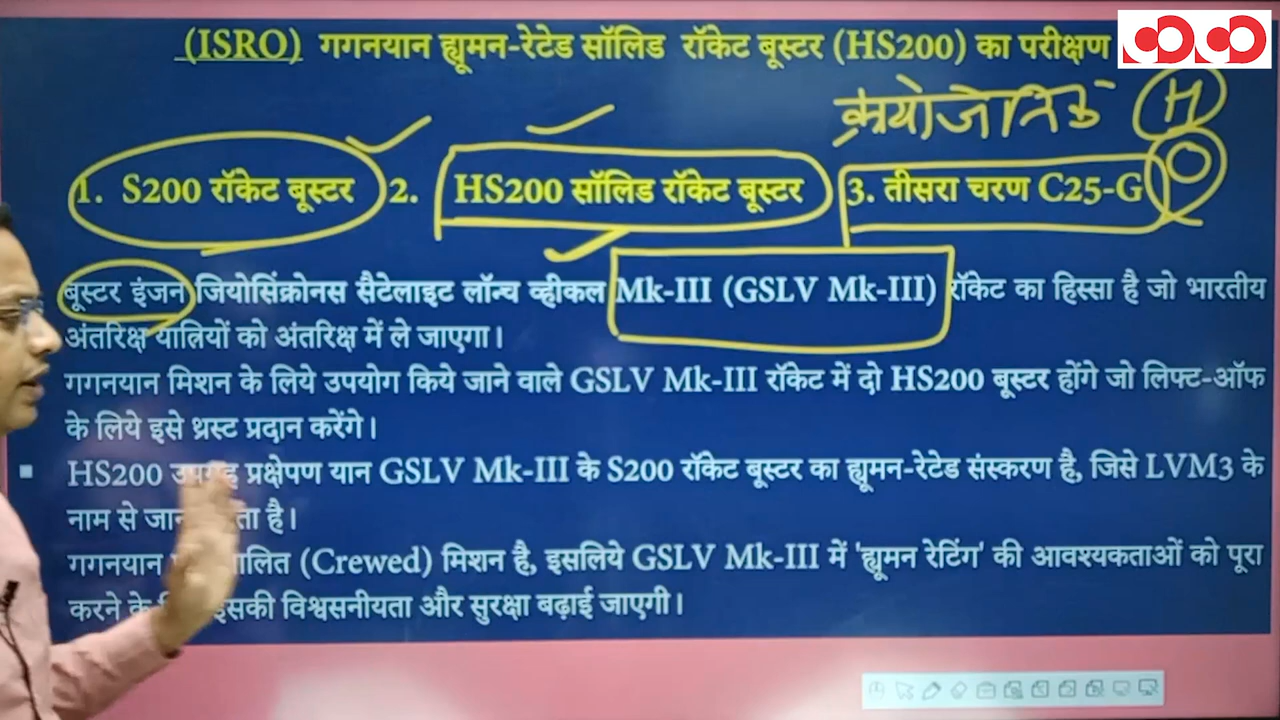 (ISRO) गगनयान ह्यूमन-रेटेड सॉलिड रॉकेट बूस्टर (HS200) का परीक्षण
क्रायोजेनिक H
O
1. S200 रॉकेट बूस्टर 2. HS200 सॉलिड रॉकेट बूस्टर 3. तीसरा चरण C25-G
बूस्टर इंजन जियोसिंक्रोनस सैटेलाइट लॉन्च व्हीकल Mk-III (GSLV Mk-III) रॉकेट का हिस्सा है जो भारतीय
अंतरिक्ष यात्रियों को अंतरिक्ष में ले जाएगा।
गगनयान मिशन के लिये उपयोग किये जाने वाले GSLV Mk-III रॉकेट में दो HS200 बूस्टर होंगे जो लिफ्ट-ऑफ
के लिये इसे थ्रस्ट प्रदान करेंगे।
HS200 उपग्रह प्रक्षेपण यान GSLV Mk-III के S200 रॉकेट बूस्टर का ह्यूमन-रेटेड संस्करण है, जिसे LVM3 के
नाम से है।
गगनयान (Crewed) मिशन है, इसलिये GSLV Mk-III में 'ह्यूमन रेटिंग' की आवश्यकताओं को पूरा
करने के इसकी विश्वसनीयता और सुरक्षा बढ़ाई जाएगी।